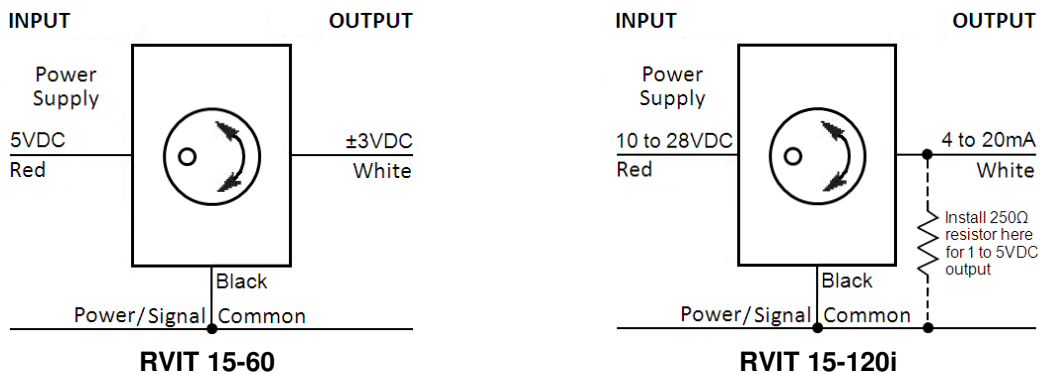 INPUT
OUTPUT
Power
Supply
5VDC
Red
±3VDC
White
Black
Power/Signal Common
RVIT 15-60
INPUT
OUTPUT
Power
Supply
10 to 28VDC
Red
4 to 20mA
White
Install 250Ω
resistor here
for 1 to 5VDC
output
Black
Power/Signal Common
RVIT 15-120i